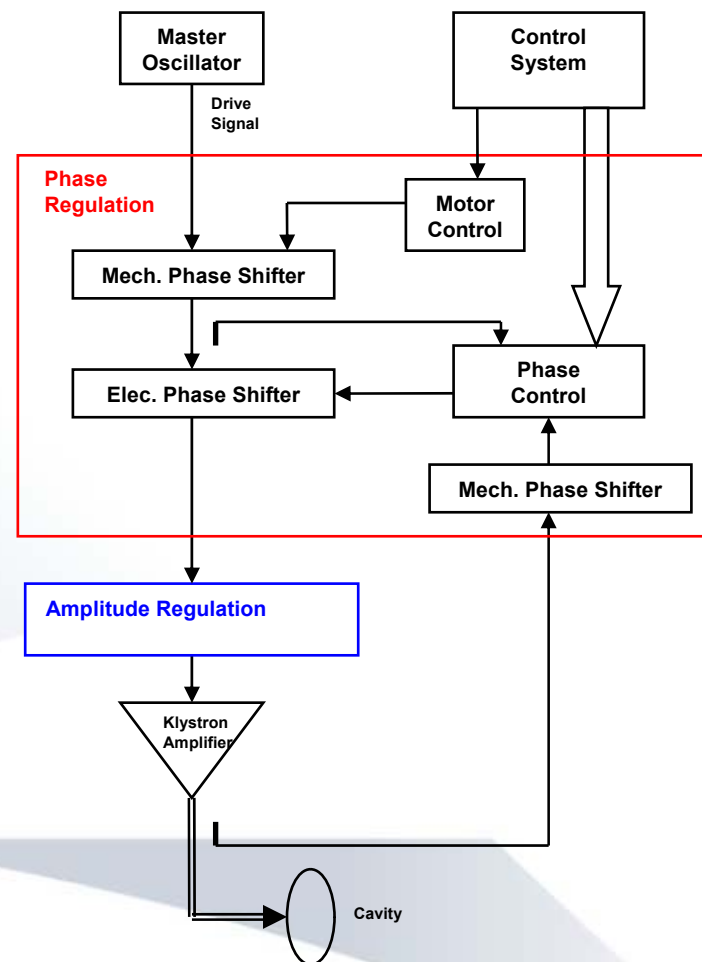 Master
Oscillator
Control
System
Drive
Signal
Phase
Regulation
Motor
Control
Mech. Phase Shifter
Phase
Control
Elec. Phase Shifter
Mech. Phase Shifter
Amplitude Regulation
Klystron
Amplifier
Cavity